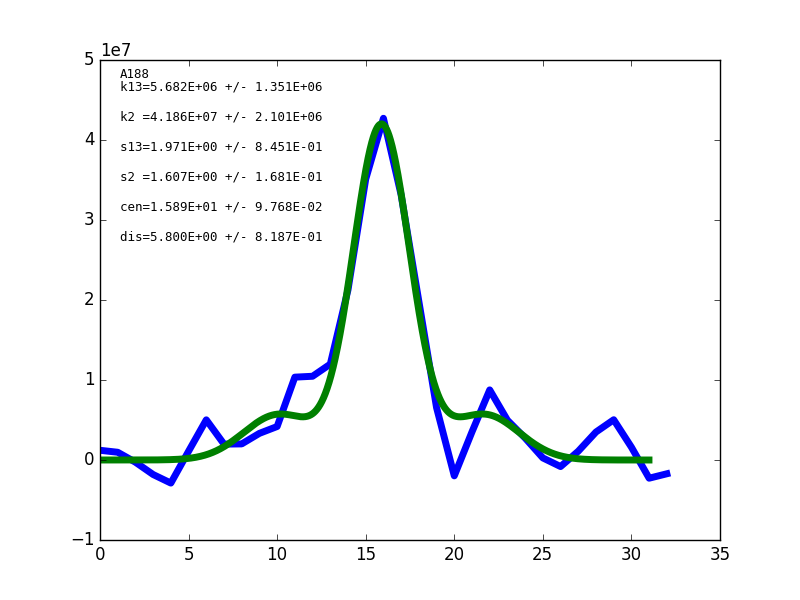 1e7
A188
k13=5.682E+06 +/- 1.351E+06
k2 =4.186E+07 +/- 2.101E+06
s13=1.971E+00 +/- 8.451E-01
s2 =1.607E+00 +/- 1.681E-01
cen=1.589E+01 +/- 9.768E-02
dis=5.800E+00 +/- 8.187E-01
5
4
3
2
1
0
−1
0 5 10 15 20 25 30 35